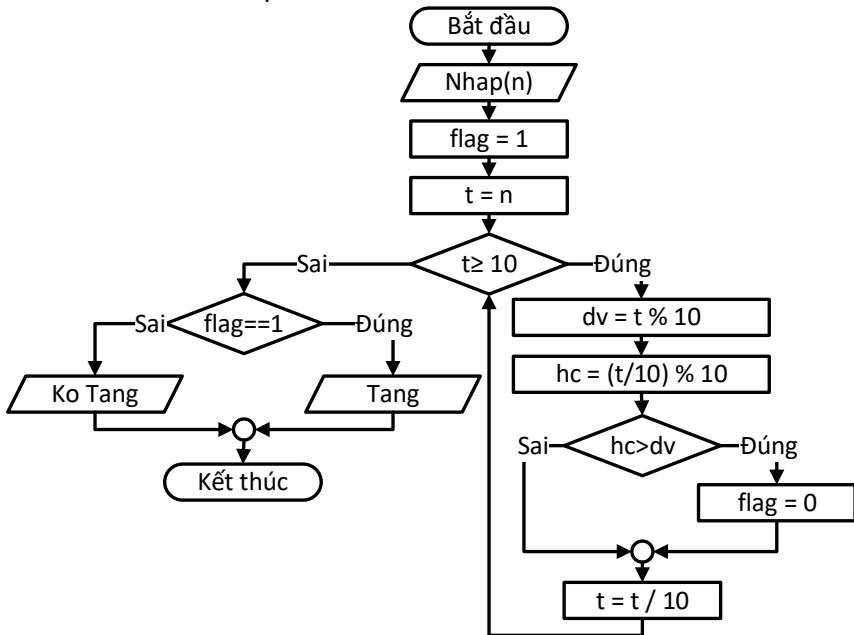 Bắt đầu
Nhap(n)
flag = 1
t = n
t≥ 10
Sai
Đúng
flag==1
Sai
Đúng
Ko Tang
Tang
Kết thúc
dv = t % 10
hc = (t/10) % 10
hc>dv
Sai
Đúng
flag = 0
t = t / 10